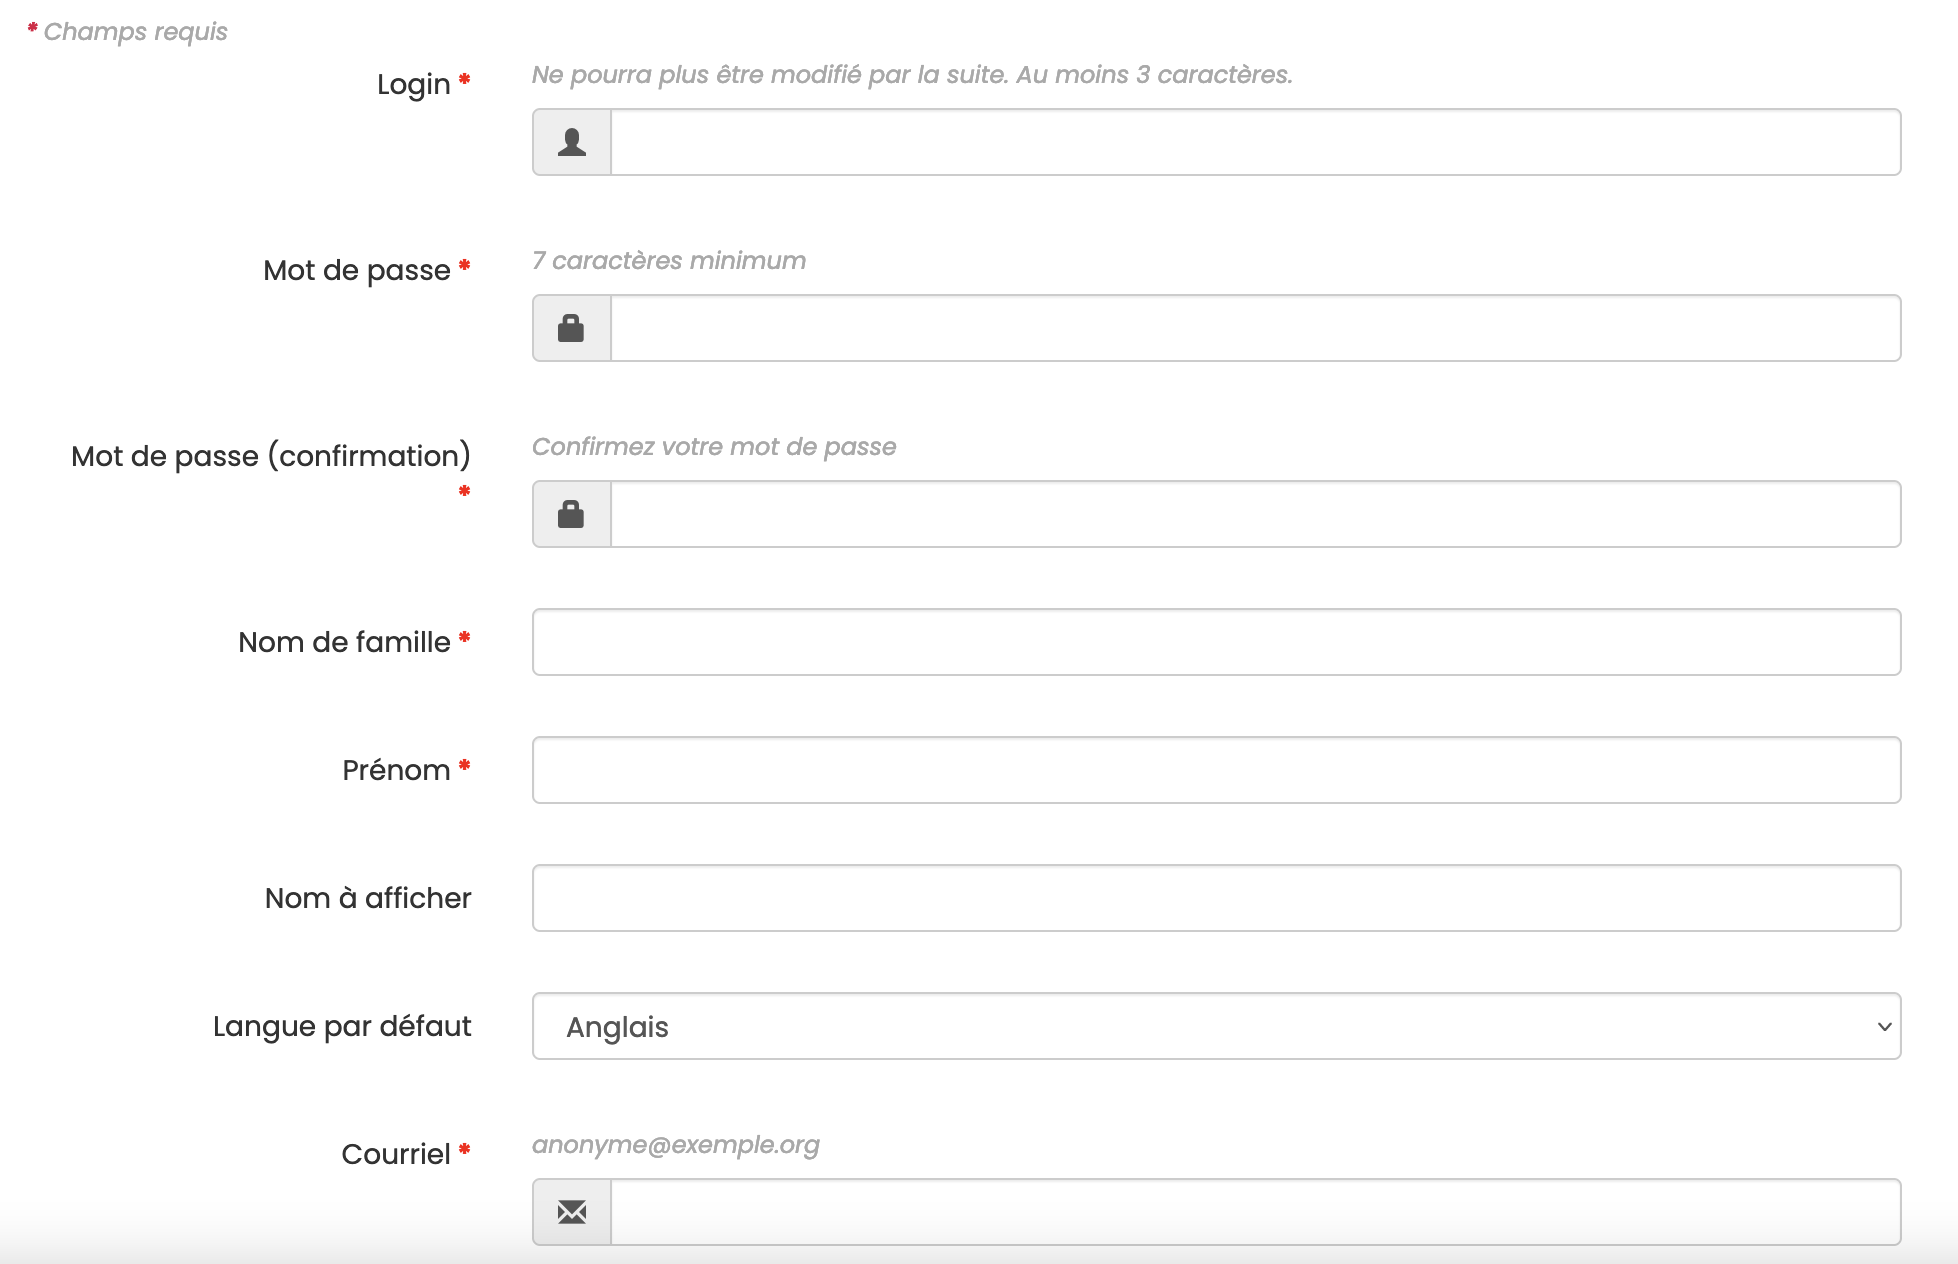 * Champs requis
Login *
Ne pourra plus être modifié par la suite. Au moins 3 caractères.
Mot de passe *
7 caractères minimum
Mot de passe (confirmation)
*
Confirmez votre mot de passe
Nom de famille *
Prénom *
Nom à afficher
Langue par défaut
Anglais
Courriel *
anonyme@exemple.org